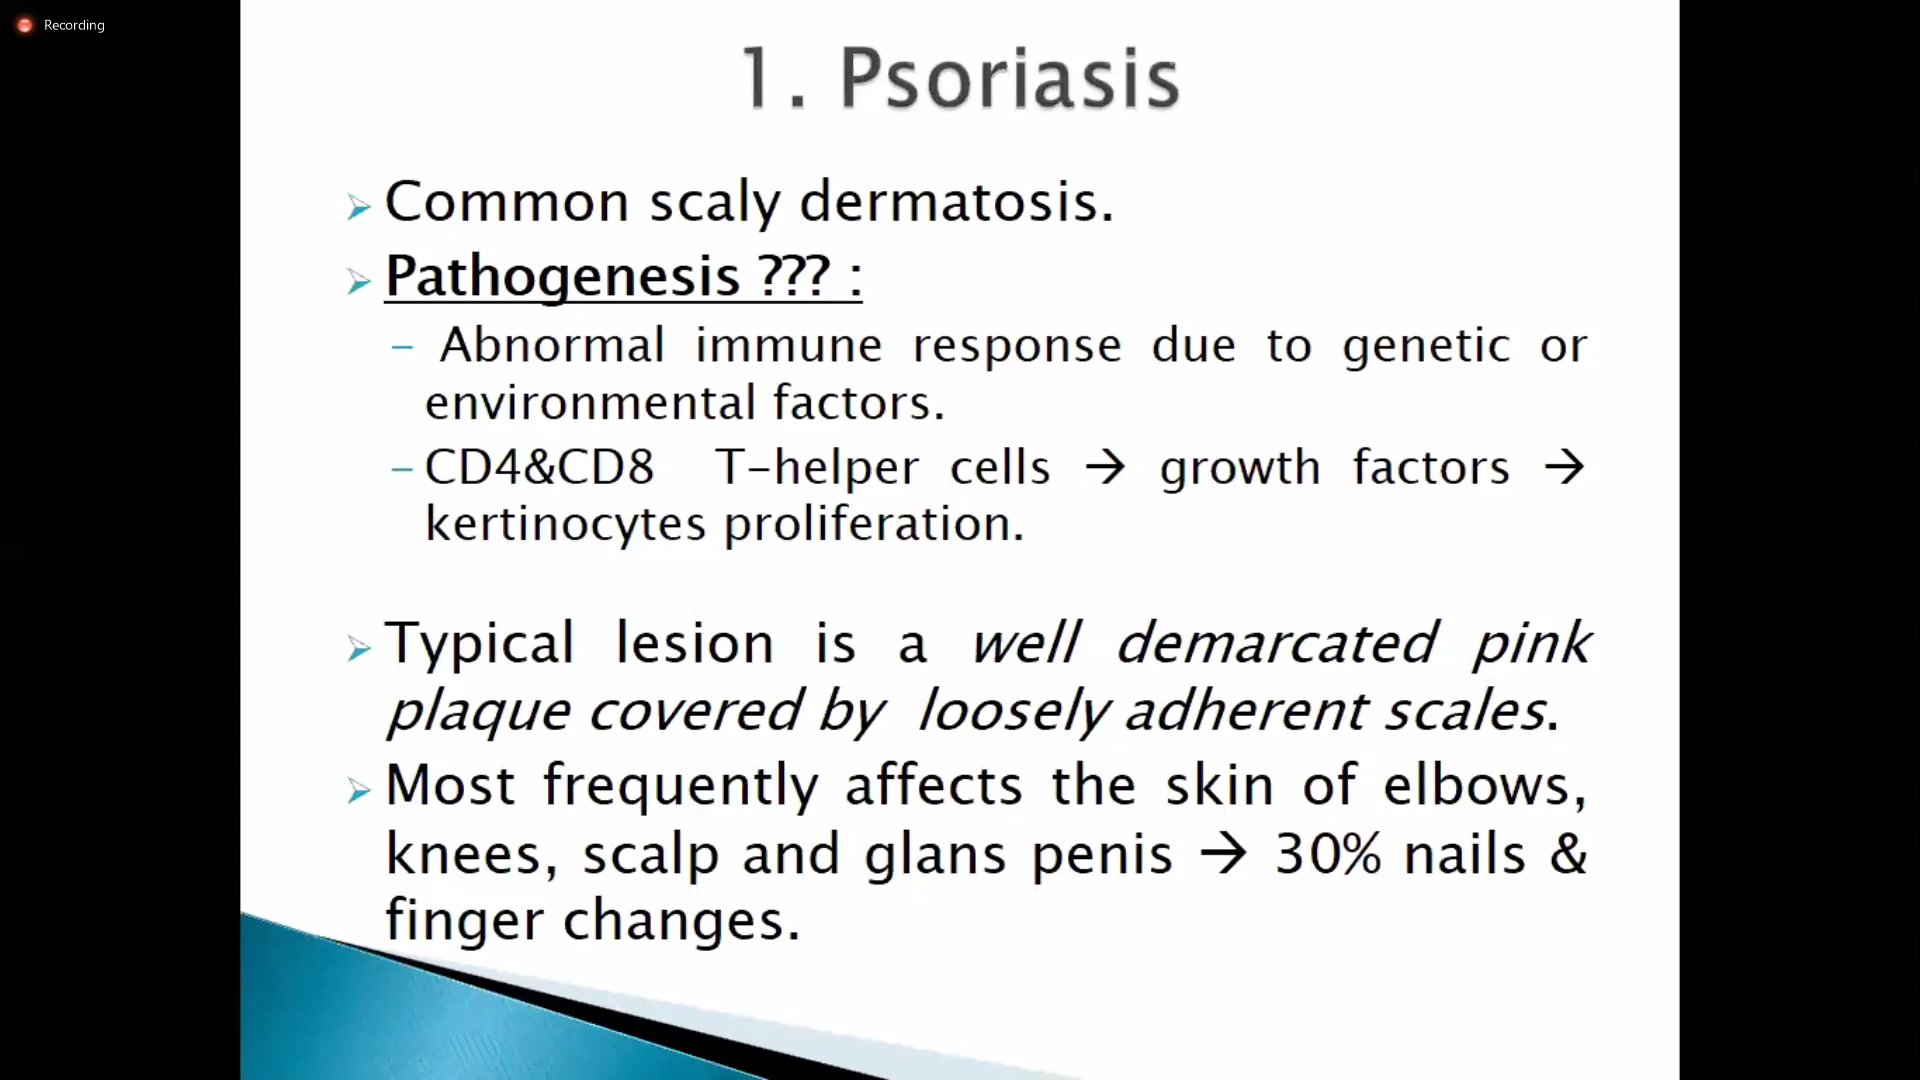 Recording
1. Psoriasis
Common scaly dermatosis.
Pathogenesis ??? :
– Abnormal immune response due to genetic or
environmental factors.
– CD4&CD8 T-helper cells → growth factors →
kertinocytes proliferation.
Typical lesion is a well demarcated pink
plaque covered by loosely adherent scales.
Most frequently affects the skin of elbows,
knees, scalp and glans penis → 30% nails &
finger changes.